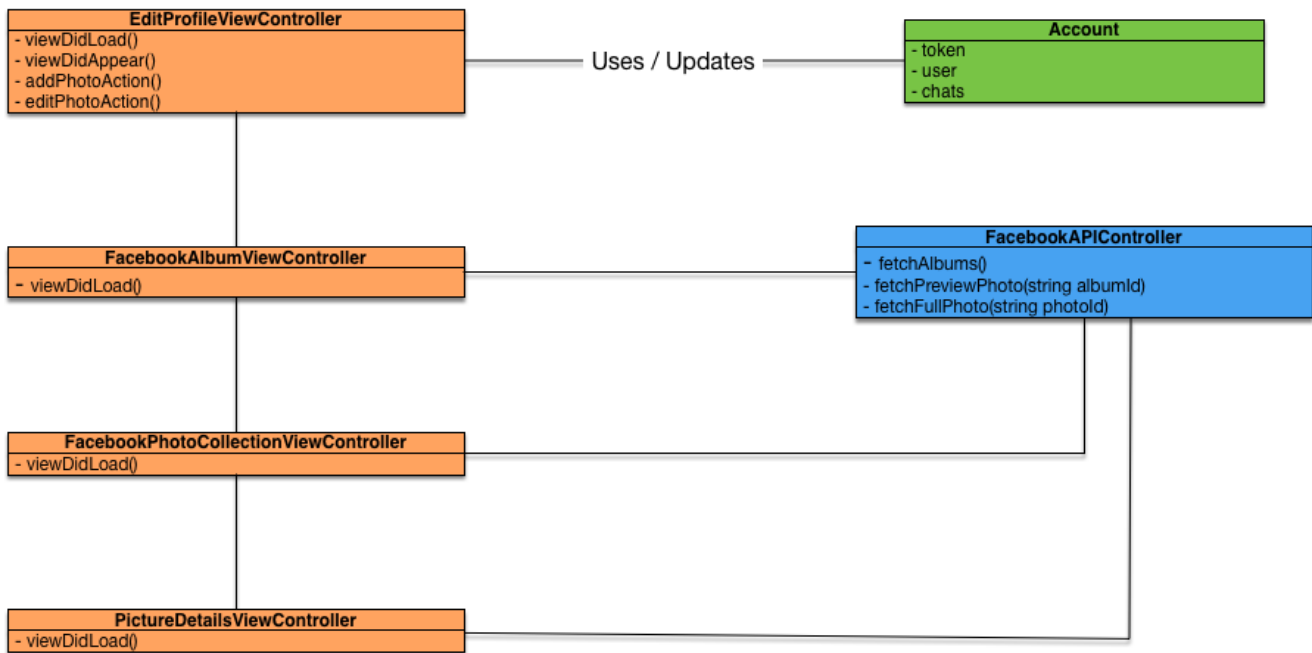 EditProfileViewController
- viewDidLoad()
- viewDidAppear()
- addPhotoAction()
- editPhotoAction()
Uses / Updates
Account
- token
- user
- chats
FacebookAlbumViewController
- viewDidLoad()
FacebookAPIController
- fetchAlbums()
- fetchPreviewPhoto(string albumId)
- fetchFullPhoto(string photoId)
FacebookPhotoCollectionViewController
- viewDidLoad()
PictureDetailsViewController
- viewDidLoad()